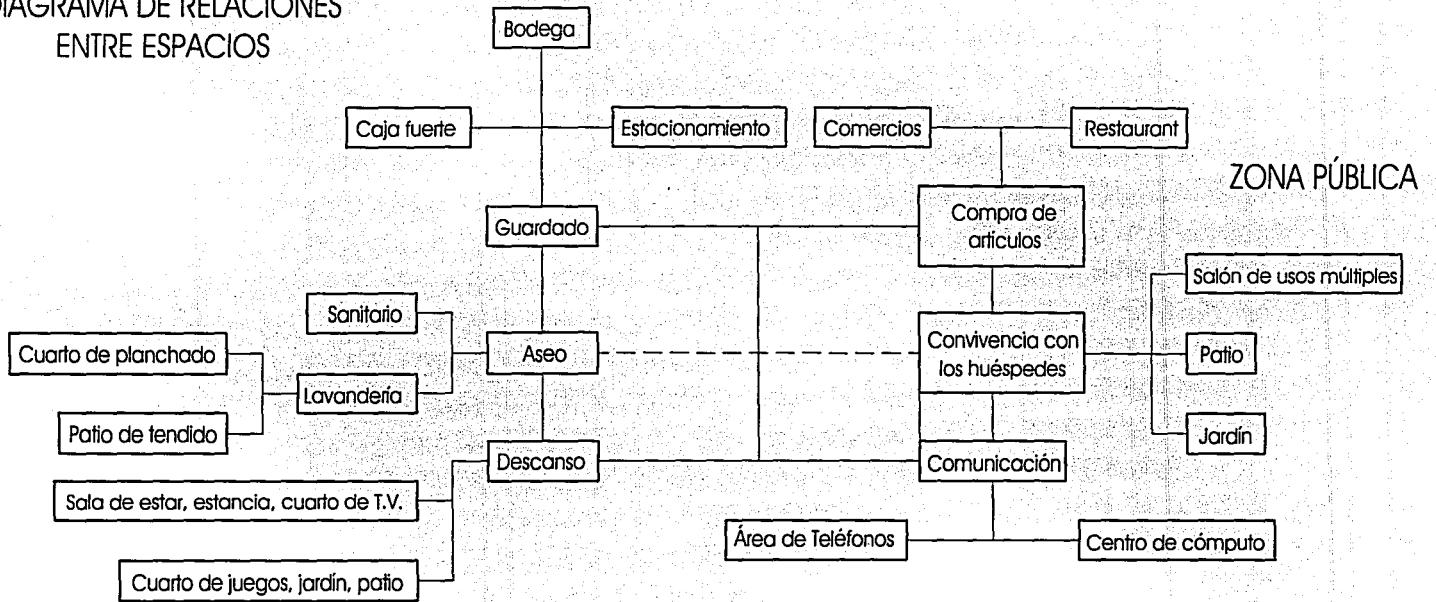 DIAGRAMA DE RELACIONES
ENTRE ESPACIOS
Bodega
Caja fuerte
Estacionamiento
Comercios
Restaurant
ZONA PÚBLICA
Guardado
Compra de
artículos
Salón de usos múltiples
Sanitario
Cuarto de planchado
Aseo
Convivencia con
los huéspedes
Patio
Lavandería
Patio de tendido
Jardín
Descanso
Comunicación
Sala de estar, estancia, cuarto de T.V.
Área de Teléfonos
Centro de cómputo
Cuarto de juegos, jardín, patio